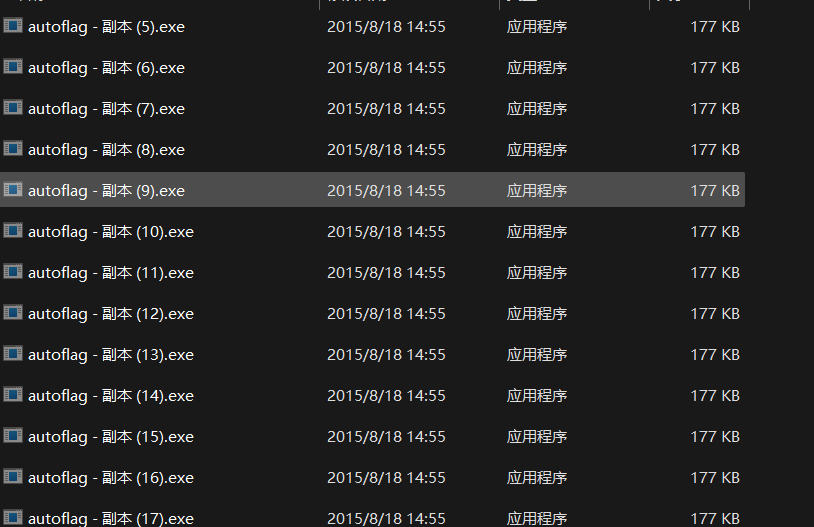 autoflag - 副本 (5).exe 2015/8/18 14:55 应用程序 177 KB
autoflag - 副本 (6).exe 2015/8/18 14:55 应用程序 177 KB
autoflag - 副本 (7).exe 2015/8/18 14:55 应用程序 177 KB
autoflag - 副本 (8).exe 2015/8/18 14:55 应用程序 177 KB
autoflag - 副本 (9).exe 2015/8/18 14:55 应用程序 177 KB
autoflag - 副本 (10).exe 2015/8/18 14:55 应用程序 177 KB
autoflag - 副本 (11).exe 2015/8/18 14:55 应用程序 177 KB
autoflag - 副本 (12).exe 2015/8/18 14:55 应用程序 177 KB
autoflag - 副本 (13).exe 2015/8/18 14:55 应用程序 177 KB
autoflag - 副本 (14).exe 2015/8/18 14:55 应用程序 177 KB
autoflag - 副本 (15).exe 2015/8/18 14:55 应用程序 177 KB
autoflag - 副本 (16).exe 2015/8/18 14:55 应用程序 177 KB
autoflag - 副本 (17).exe 2015/8/18 14:55 应用程序 177 KB